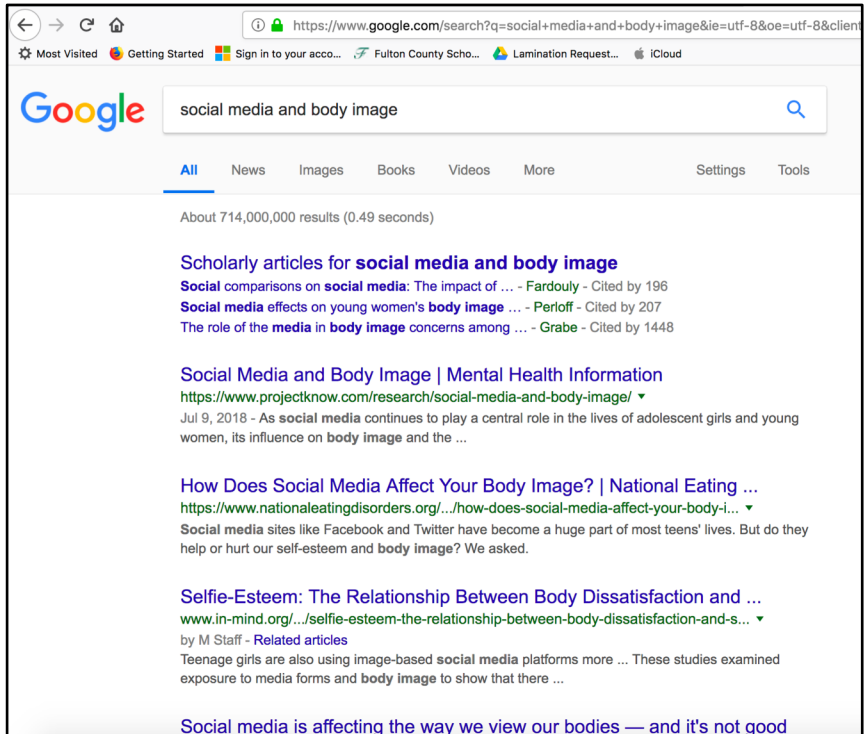 https://www.google.com/search?q=social+media+and+body+image&ie=utf-8&oe=utf-8&client
Most Visited Getting Started Sign in to your acco... Fulton County Scho... Lamination Request... iCloud
Google social media and body image
All News Images Books Videos More Settings Tools
About 714,000,000 results (0.49 seconds)
Scholarly articles for social media and body image
Social comparisons on social media: The impact of … - Fardouly - Cited by 196
Social media effects on young women's body image … - Perloff - Cited by 207
The role of the media in body image concerns among … - Grabe - Cited by 1448
Social Media and Body Image | Mental Health Information
https://www.projectknow.com/research/social-media-and-body-image/
Jul 9, 2018 - As social media continues to play a central role in the lives of adolescent girls and young
women, its influence on body image and the ...
How Does Social Media Affect Your Body Image? | National Eating ...
https://www.nationaleatingdisorders.org/.../how-does-social-media-affect-your-body-i...
Social media sites like Facebook and Twitter have become a huge part of most teens' lives. But do they
help or hurt our self-esteem and body image? We asked.
Selfie-Esteem: The Relationship Between Body Dissatisfaction and ...
www.in-mind.org/.../selfie-esteem-the-relationship-between-body-dissatisfaction-and-s...
by M Staff - Related articles
Teenage girls are also using image-based social media platforms more ... These studies examined
exposure to media forms and body image to show that there ...
Social media is affecting the way we view our bodies — and it's not good